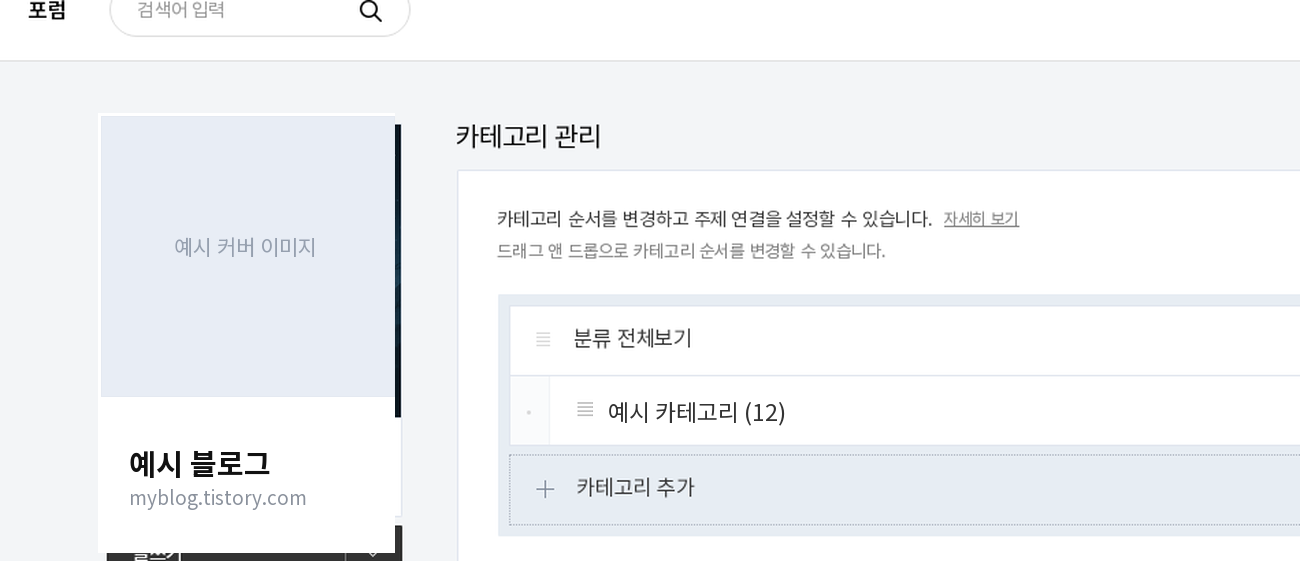 포럼
검색어 입력
예시 커버 이미지
예시 블로그
myblog.tistory.com
카테고리 관리
카테고리 순서를 변경하고 주제 연결을 설정할 수 있습니다. 자세히 보기
드래그 앤 드롭으로 카테고리 순서를 변경할 수 있습니다.
분류 전체보기
예시 카테고리 (12)
카테고리 추가